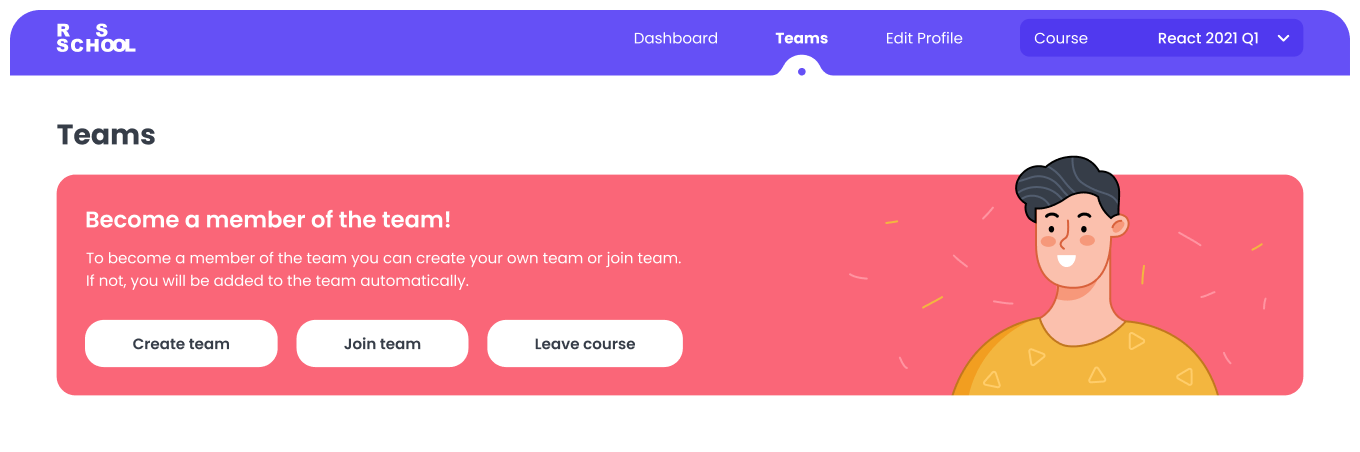 RS
SCHOOL
Dashboard Teams Edit Profile Course React 2021 Q1
Teams
Become a member of the team!
To become a member of the team you can create your own team or join team.
If not, you will be added to the team automatically.
Create team Join team Leave course